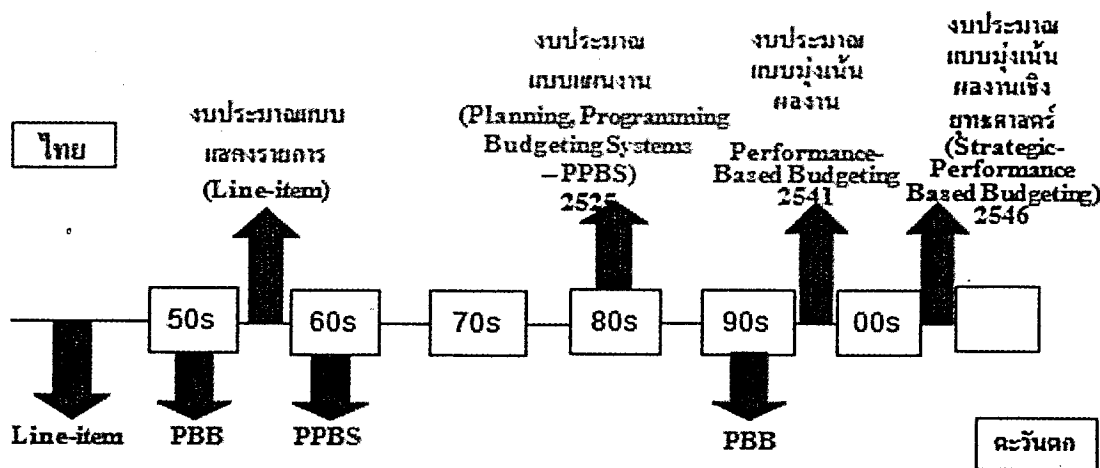 ไทย
งบประมาณแบบ
แสดงรายการ
(Line-item)
งบประมาณ
แบบแผนงาน
(Planning, Programming
Budgeting Systems
–PPBS)
2525
งบประมาณ
แบบมุ่งเน้น
ผลงาน
Performance-
Based Budgeting
2541
งบประมาณ
แบบมุ่งเน้น
ผลงานเชิง
ยุทธศาสตร์
(Strategic-
Performance
Based Budgeting)
2546
50s
60s
70s
80s
90s
00s
Line-item
PBB
PPBS
PBB
ตะวันตก